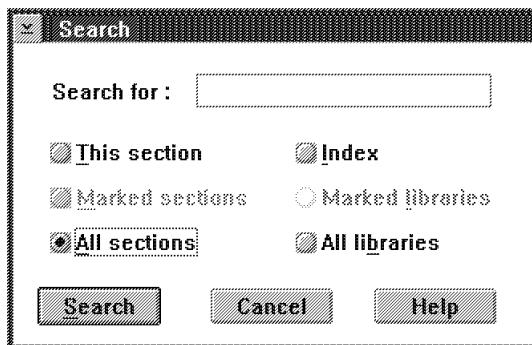 Search
Search for :
This section Index
Marked sections Marked libraries
All sections All libraries
Search Cancel Help